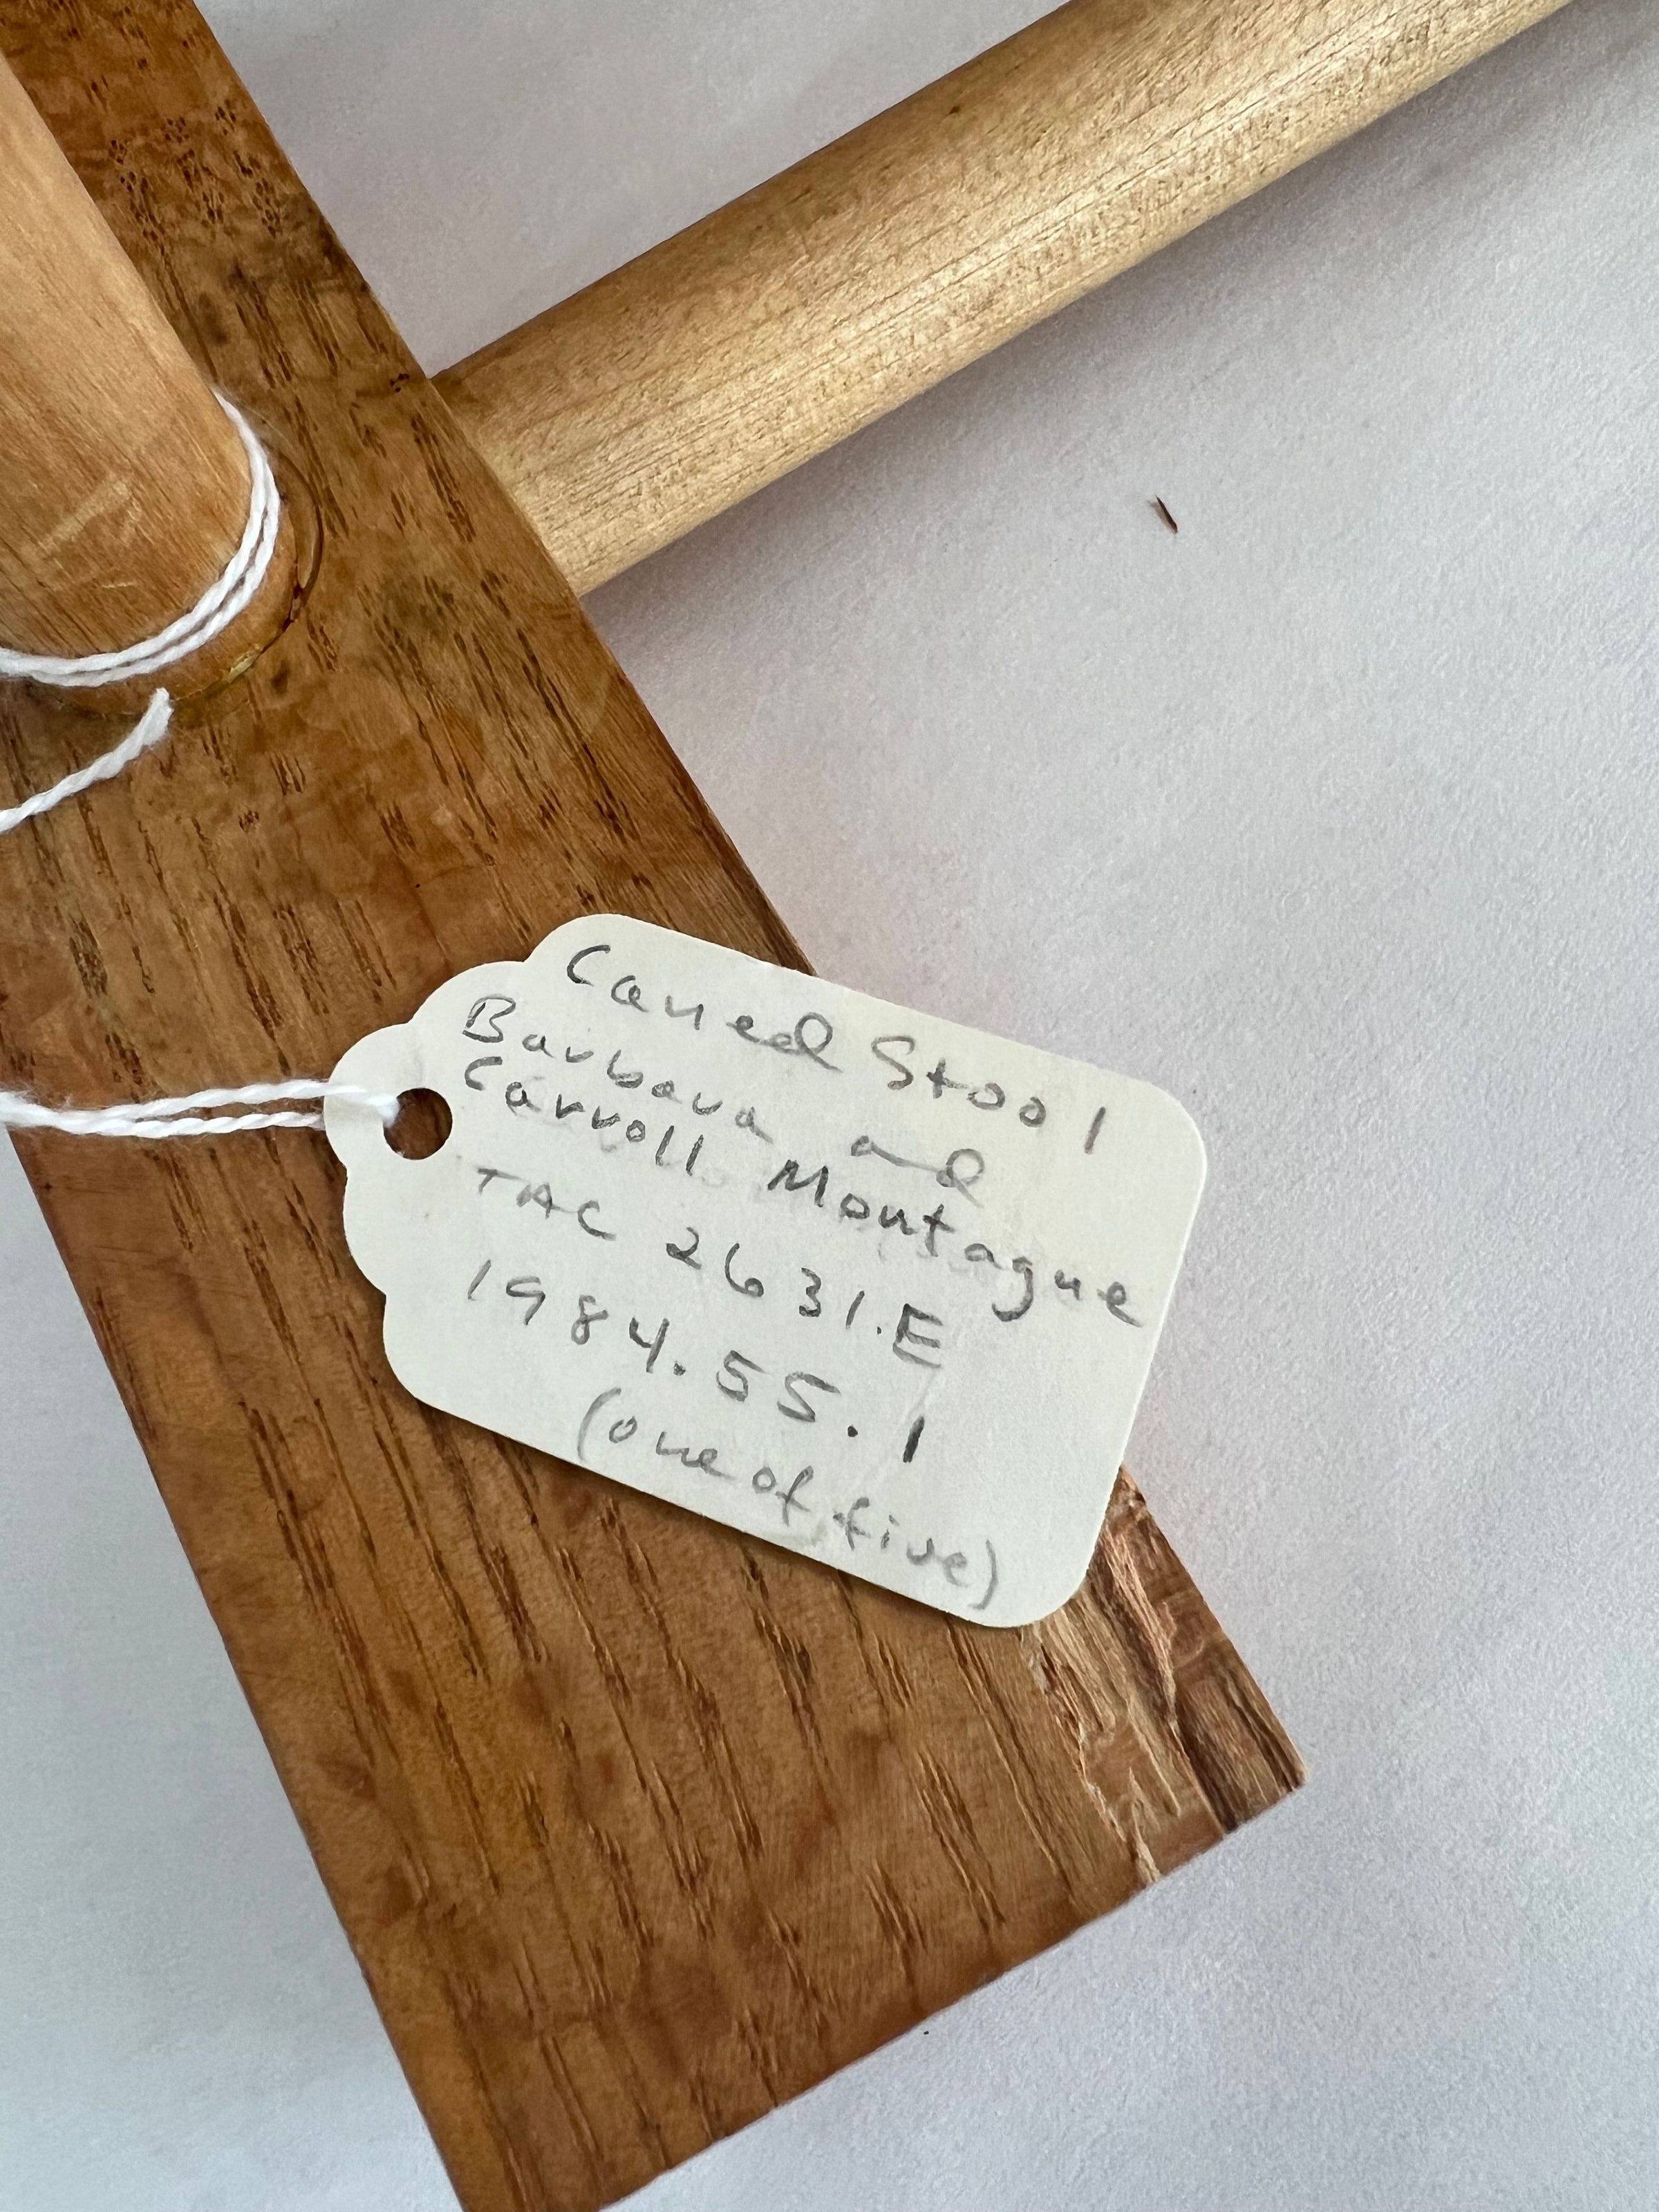 Caned Stool
Barbara and
Carroll Montague
TAC 2631.E
1984.55.1
(one of five)